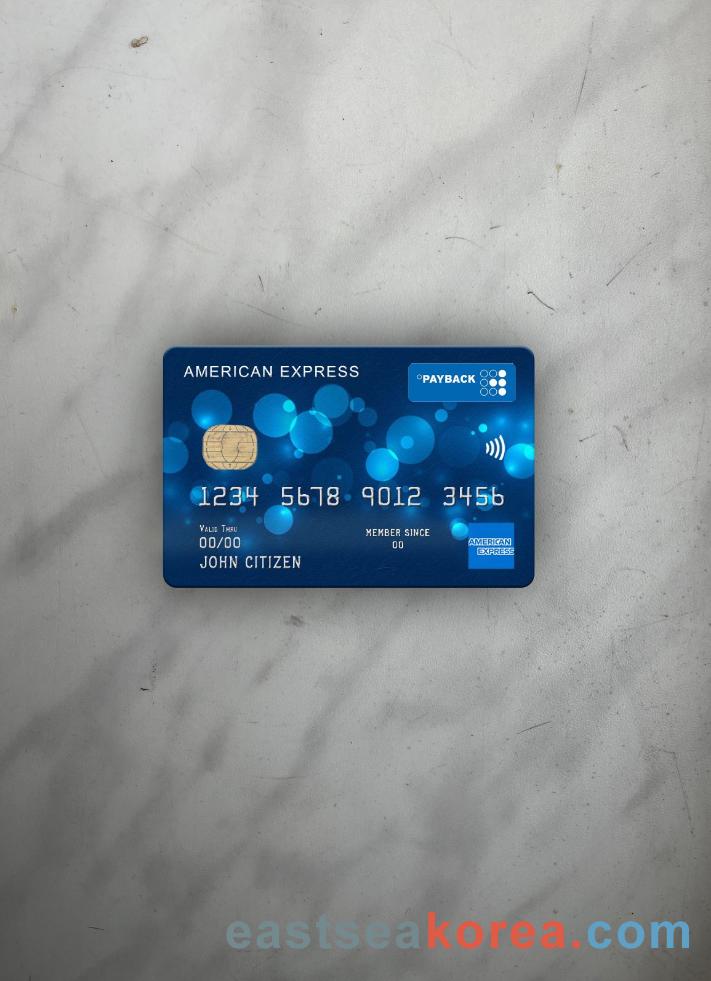 AMERICAN EXPRESS
°PAYBACK
1234 5678 9012 3456
VALID THRU
00/00
MEMBER SINCE
00
JOHN CITIZEN
AMERICAN
EXPRESS
eastseakorea.com